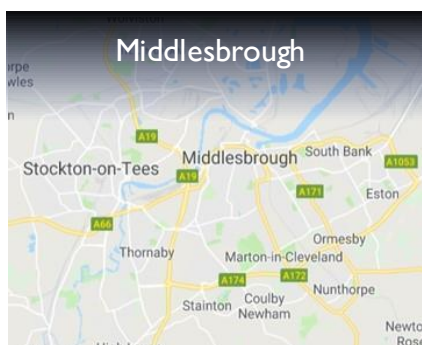 Middlesbrough
A19
Stockton-on-Tees
Middlesbrough
South Bank
A1053
A19
A171
Eston
A66
Ormesby
Thornaby
Marton-in-Cleveland
A174
A172
Nunthorpe
Stainton
Coulby
Newham